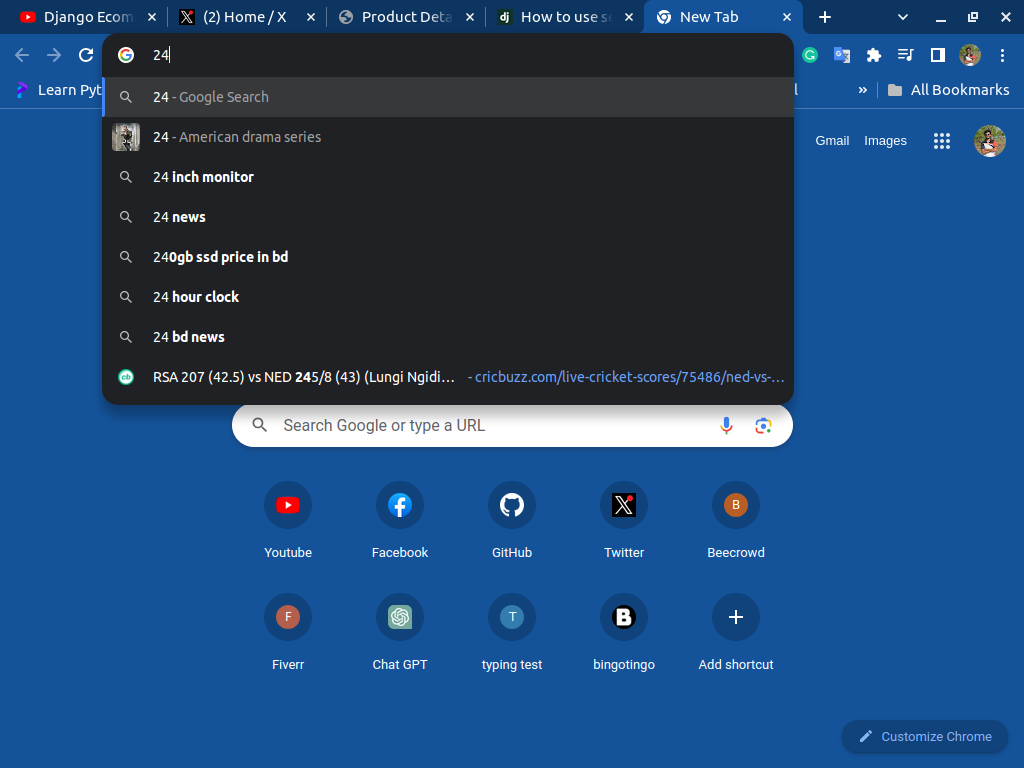 Django Ecom
(2) Home / X
Product Deta
How to use se
New Tab
24
Learn Pyt
All Bookmarks
24 - Google Search
24 - American drama series
24 inch monitor
24 news
240gb ssd price in bd
24 hour clock
24 bd news
RSA 207 (42.5) vs NED 245/8 (43) (Lungi Ngidi... - cricbuzz.com/live-cricket-scores/75486/ned-vs-...
Gmail Images
Search Google or type a URL
Youtube
Facebook
GitHub
Twitter
B
Beecrowd
F
Fiverr
Chat GPT
T
typing test
B
bingotingo
Add shortcut
Customize Chrome